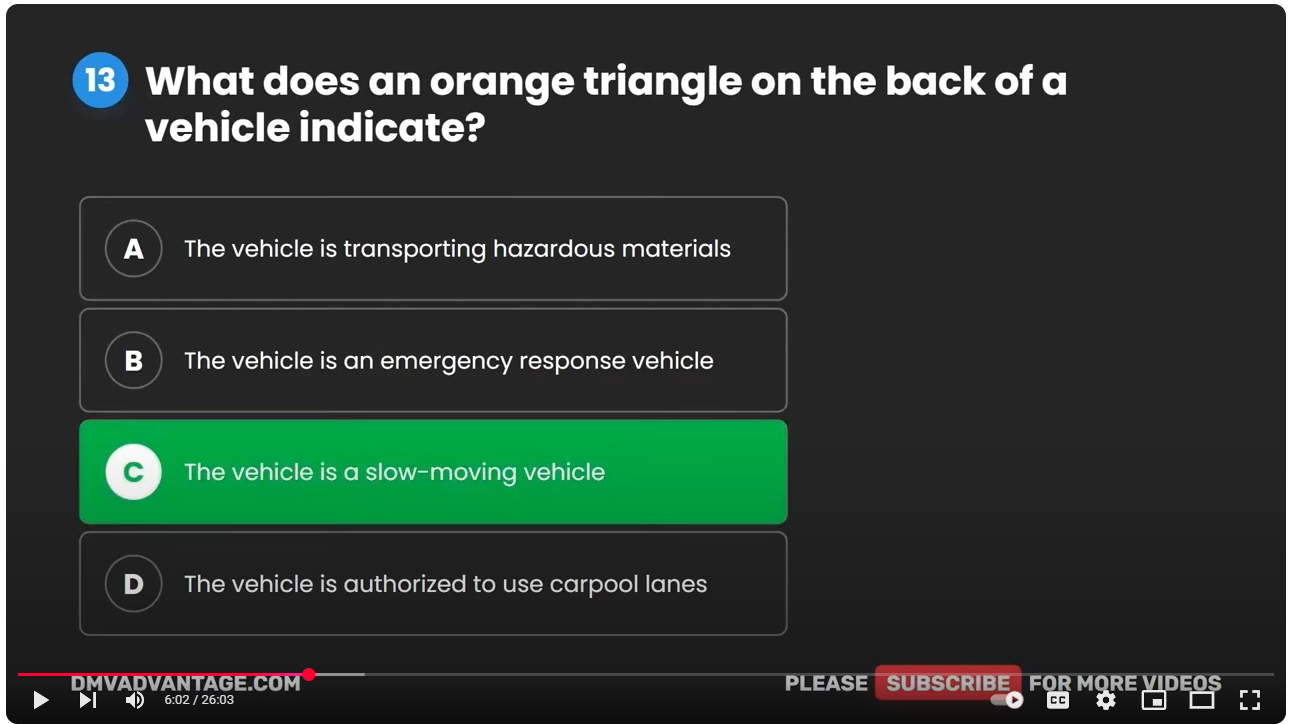 13 What does an orange triangle on the back of a
vehicle indicate?
A The vehicle is transporting hazardous materials
B The vehicle is an emergency response vehicle
C The vehicle is a slow-moving vehicle
D The vehicle is authorized to use carpool lanes
DMVADVANTAGE.COM PLEASE SUBSCRIBE FOR MORE VIDEOS
6:02 / 26:03 CC